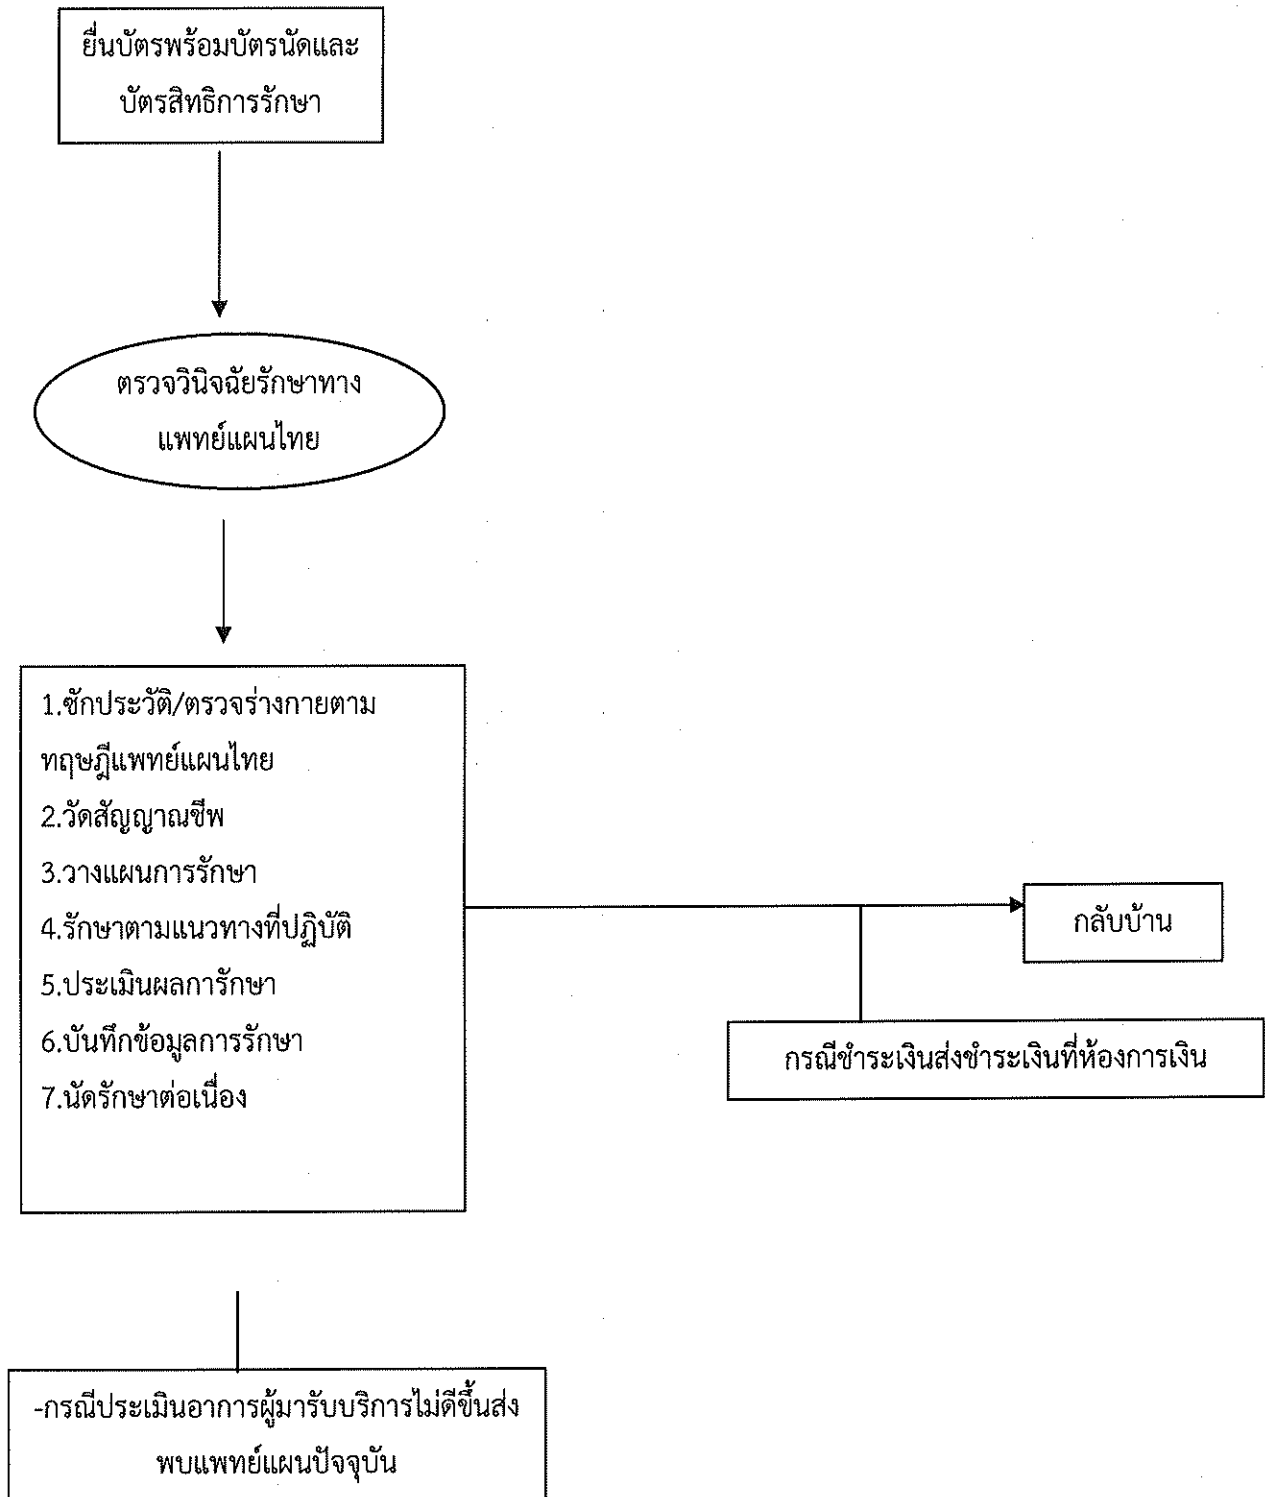 ยื่นบัตรพร้อมบัตรนัดและ
บัตรสิทธิการรักษา
ตรวจวินิจฉัยรักษาทาง
แพทย์แผนไทย
1.ซักประวัติ/ตรวจร่างกายตาม
ทฤษฎีแพทย์แผนไทย
2.วัดสัญญาณชีพ
3.วางแผนการรักษา
4.รักษาตามแนวทางที่ปฏิบัติ
5.ประเมินผลการักษา
6.บันทึกข้อมูลการรักษา
7.นัดรักษาต่อเนื่อง
กลับบ้าน
กรณีชำระเงินส่งชำระเงินที่ห้องการเงิน
-กรณีประเมินอาการผู้มารับบริการไม่ดีขึ้นส่ง
พบแพทย์แผนปัจจุบัน